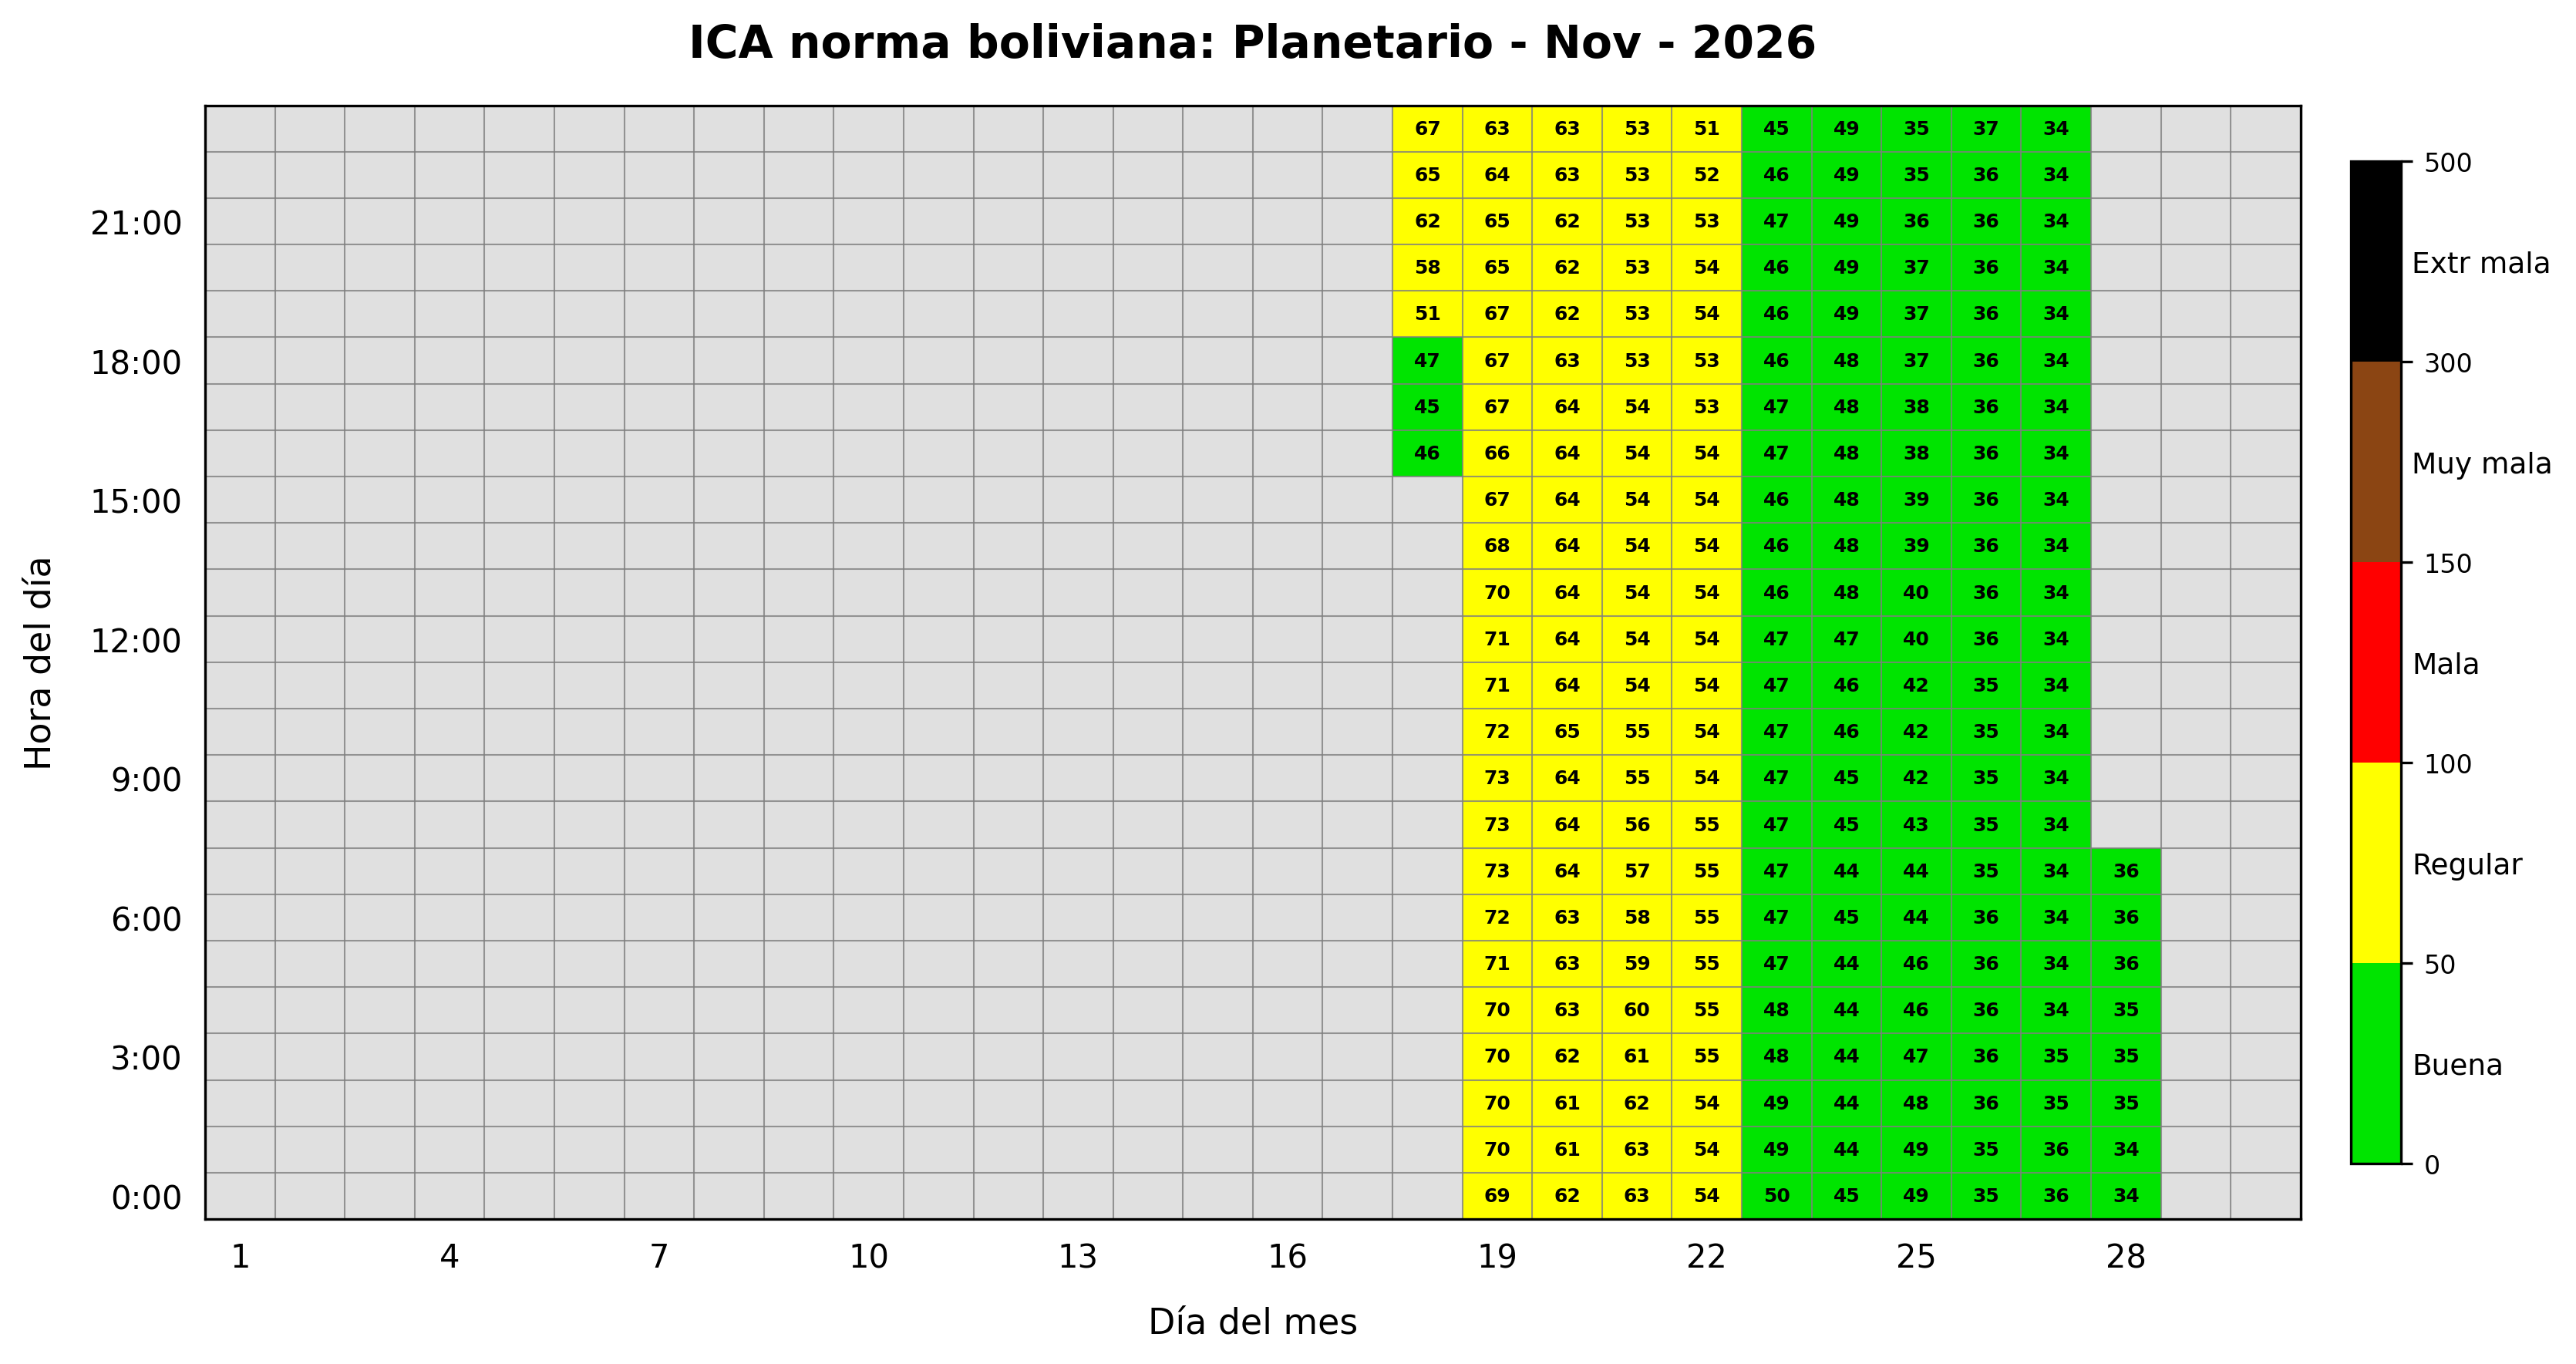 ICA norma boliviana: Planetario - Nov - 2026
67 63 63 53 51 45 49 35 37 34
65 64 63 53 52 46 49 35 36 34
21:00 62 65 62 53 53 47 49 36 36 34
58 65 62 53 54 46 49 37 36 34
51 67 62 53 54 46 49 37 36 34
18:00 47 67 63 53 53 46 48 37 36 34
45 67 64 54 53 47 48 38 36 34
46 66 64 54 54 47 48 38 36 34
15:00 67 64 54 54 46 48 39 36 34
68 64 54 54 46 48 39 36 34
70 64 54 54 46 48 40 36 34
12:00 71 64 54 54 47 47 40 36 34
71 64 54 54 47 46 42 35 34
72 65 55 54 47 46 42 35 34
9:00 73 64 55 54 47 45 42 35 34
73 64 56 55 47 45 43 35 34
73 64 57 55 47 44 44 35 34 36
6:00 72 63 58 55 47 45 44 36 34 36
71 63 59 55 47 44 46 36 34 36
70 63 60 55 48 44 46 36 34 35
3:00 70 62 61 55 48 44 47 36 35 35
70 61 62 54 49 44 48 36 35 35
70 61 63 54 49 44 49 35 36 34
0:00 69 62 63 54 50 45 49 35 36 34
1 4 7 10 13 16 19 22 25 28
Día del mes
Hora del día
500
Extr mala
300
Muy mala
150
Mala
100
Regular
50
Buena
0